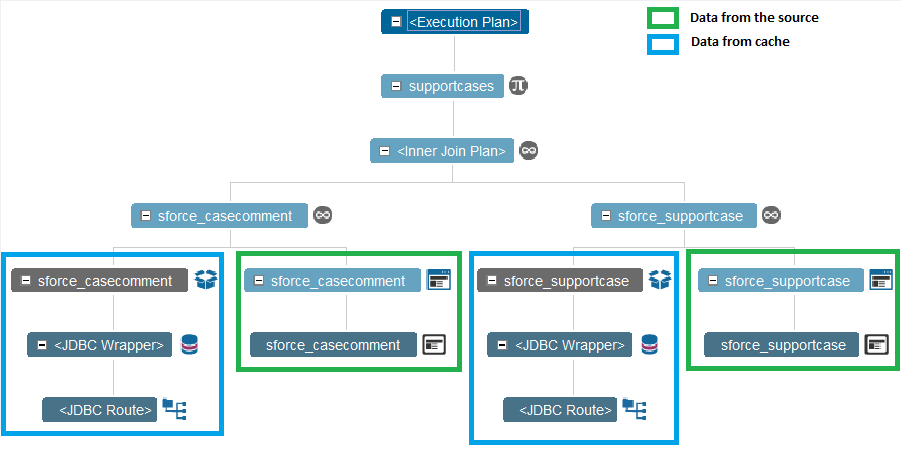 <Execution Plan>
Data from the source
Data from cache
supportcases
<Inner Join Plan>
sforce_casecomment
sforce_supportcase
sforce_casecomment
sforce_casecomment
sforce_supportcase
sforce_supportcase
<JDBC Wrapper>
sforce_casecomment
<JDBC Wrapper>
sforce_supportcase
<JDBC Route>
<JDBC Route>